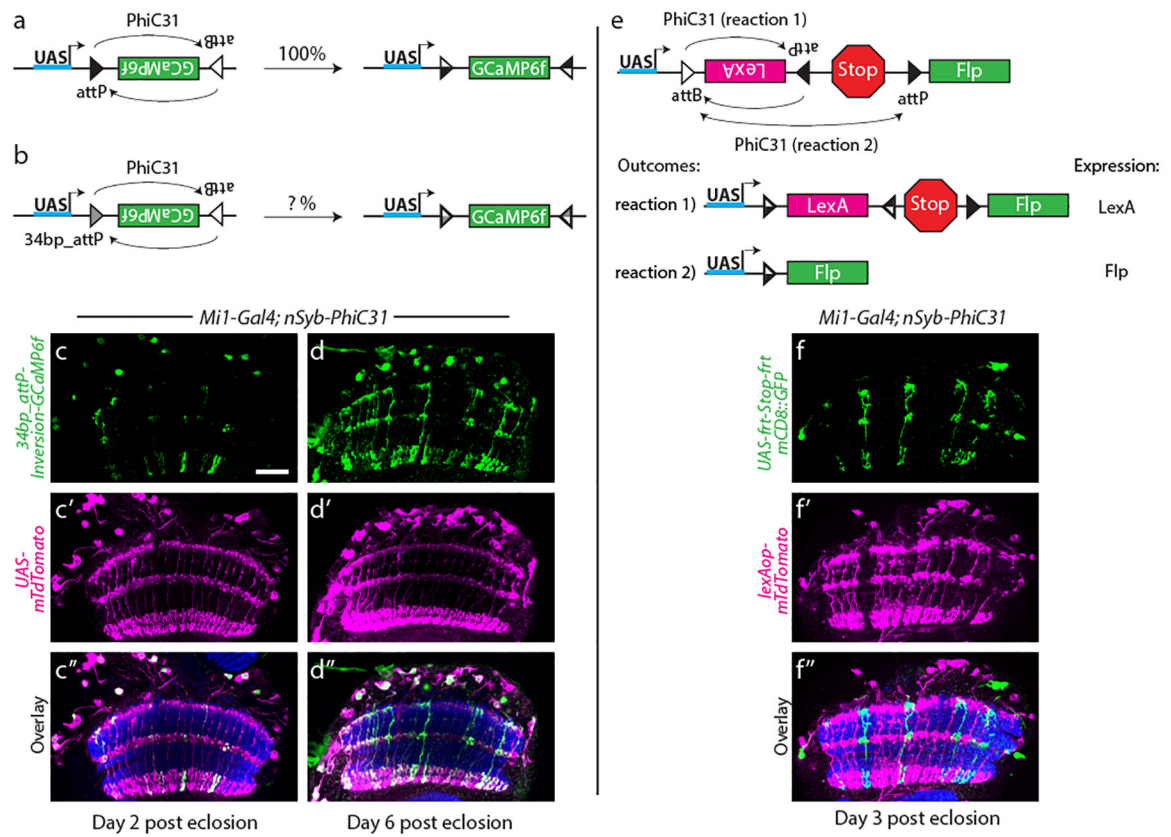 a
PhiC31
UAS
GCaMP6f
attB
attP
100%
UAS
GCaMP6f
b
PhiC31
UAS
GCaMP6f
attB
34bp_attP
? %
UAS
GCaMP6f
Mi1-Gal4; nSyb-PhiC31
c
d
34bp_attP-
Inversion-GCaMP6f
c'
d'
UAS-
mTdTomato
c''
d''
Overlay
Day 2 post eclosion
Day 6 post eclosion
e
PhiC31 (reaction 1)
UAS
LexA
attP
Stop
Flp
attB
attP
PhiC31 (reaction 2)
Outcomes:
Expression:
reaction 1)
UAS
LexA
Stop
Flp
LexA
reaction 2)
UAS
Flp
Flp
Mi1-Gal4; nSyb-PhiC31
f
UAS-frt-Stop-frt
mCD8::GFP
f'
lexAop-
mTdTomato
f''
Overlay
Day 3 post eclosion